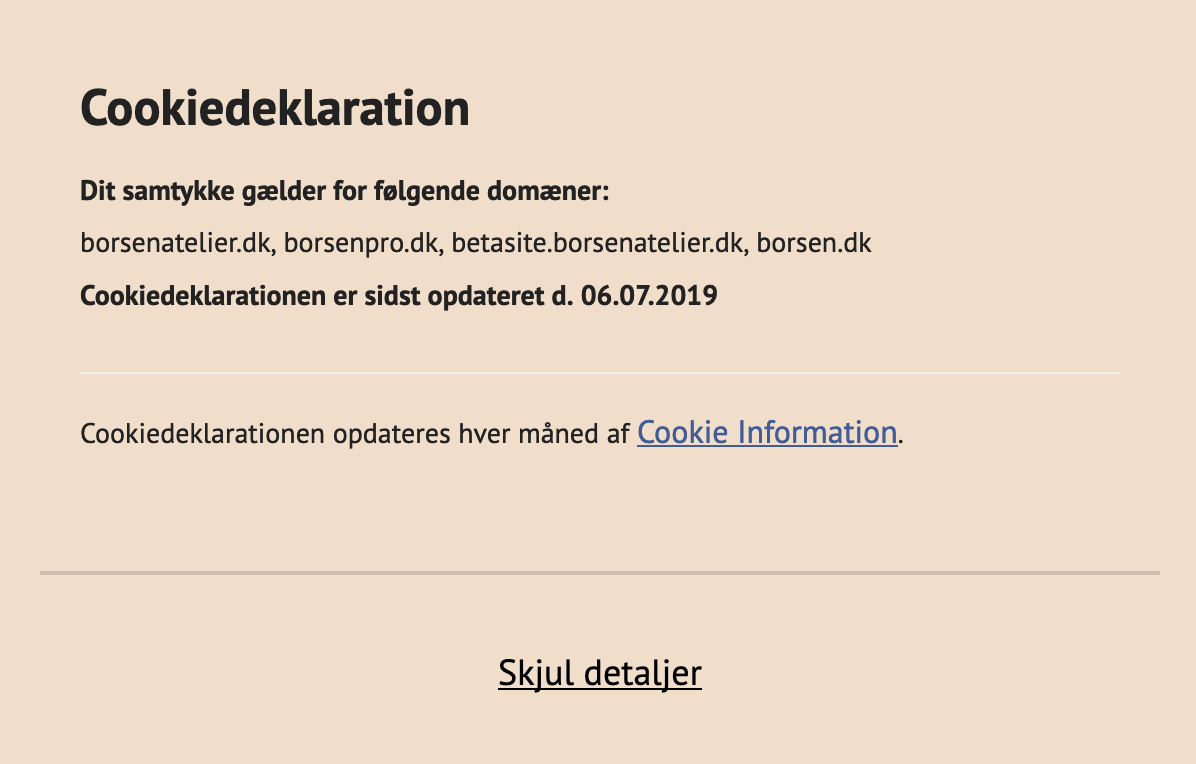 Cookiedeklaration
Dit samtykke gælder for følgende domæner:
borsenatelier.dk, borsenpro.dk, betasite.borsenatelier.dk, borsen.dk
Cookiedeklarationen er sidst opdateret d. 06.07.2019
Cookiedeklarationen opdateres hver måned af Cookie Information.
Skjul detaljer